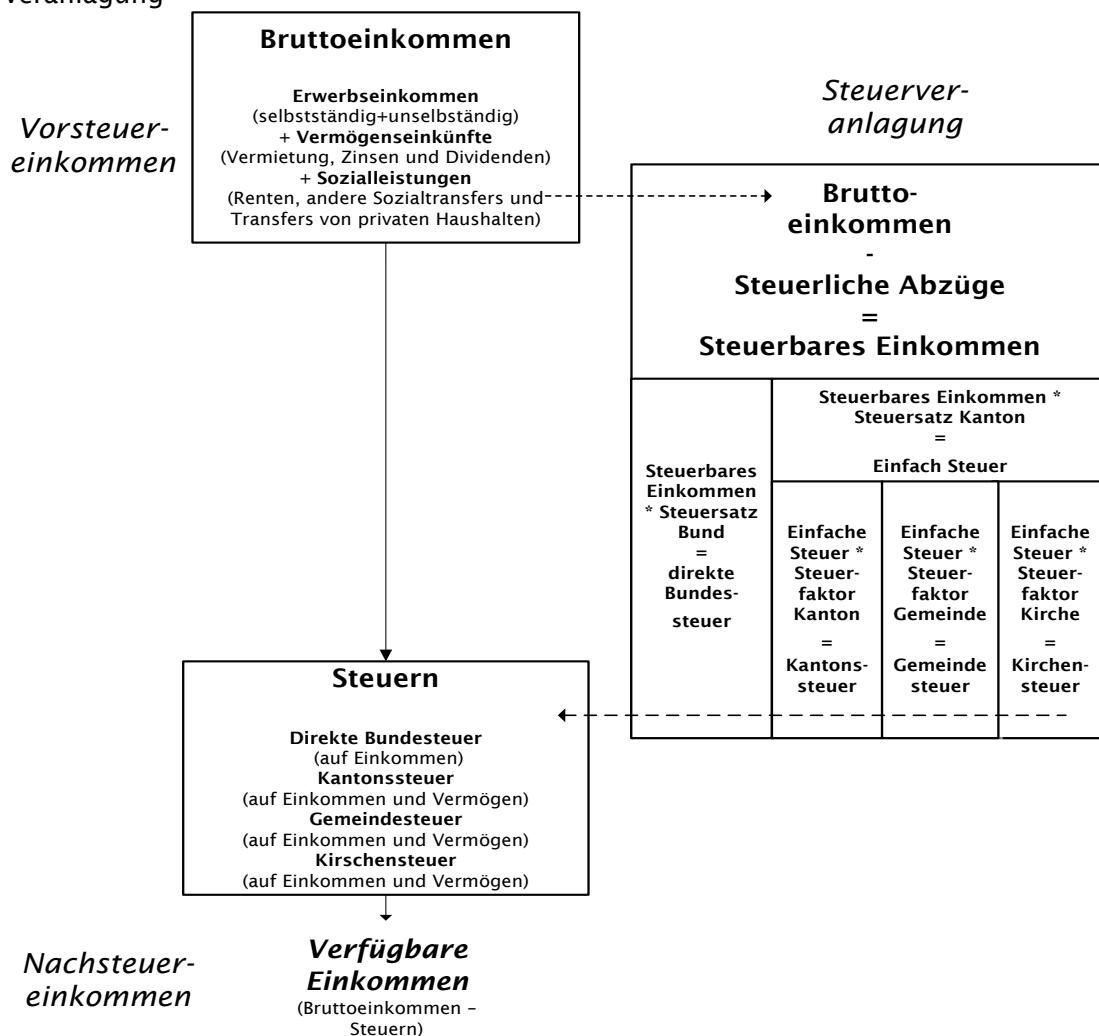 Veranlagung
Bruttoeinkommen
Erwerbseinkommen
(selbstständig+unselbständig)
+ Vermögenseinkünfte
(Vermietung, Zinsen und Dividenden)
+ Sozialleistungen
(Renten, andere Sozialtransfers und
Transfers von privaten Haushalten)
Vorsteuer-
einkommen
Steuerver-
anlagung
Brutto-
einkommen
-
Steuerliche Abzüge
=
Steuerbares Einkommen
Steuerbares
Einkommen
* Steuersatz
Bund
=
direkte
Bundes-
steuer
Steuerbares Einkommen *
Steuersatz Kanton
=
Einfach Steuer
Einfache
Steuer *
Steuer-
faktor
Kanton
=
Kantons-
steuer
Einfache
Steuer *
Steuer-
faktor
Gemeinde
=
Gemeinde
steuer
Einfache
Steuer *
Steuer-
faktor
Kirche
=
Kirchen-
steuer
Steuern
Direkte Bundesteuer
(auf Einkommen)
Kantonssteuer
(auf Einkommen und Vermögen)
Gemeindesteuer
(auf Einkommen und Vermögen)
Kirschensteuer
(auf Einkommen und Vermögen)
Nachsteuer-
einkommen
Verfügbare
Einkommen
(Bruttoeinkommen –
Steuern)